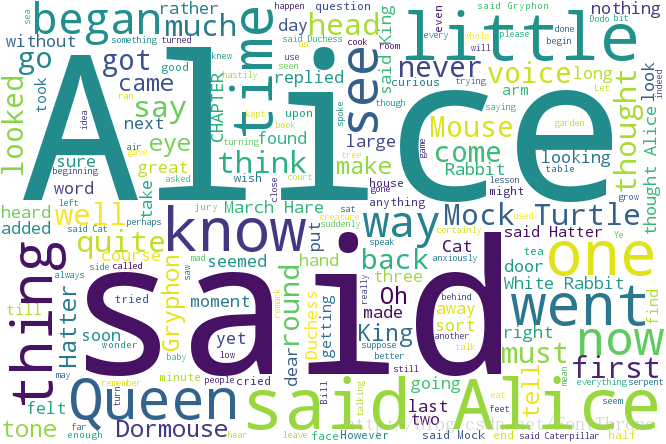 began
much
rather
day
head
happen
question
nothing
said Gryphon
said Duchess
even
Dodo bit
without
something
turned
knew
cook
room
every
please
done
begin
go
got
time
see
little
looked
took
came
say
good
ran
hastily
CHAPTER
replied
said King
never
voice
long
look
curious
arm
next
eye
great
sure
word
idea
air
gave
beginning
Alice
kept
book
upon
found
think
large
make
Mouse
come
Rabbit
thought
thought Alice
looking
garden
table
indeed
heard
added
well
quite
course
left
perhaps
said Cat
asked
take
wish
tree
court
close
jury
March Hare
know
way
Mock Turtle
said Hatter
one
house
gone
anything
might
lesson
grow
game
sat
suddenly
creature
put
back
Cat
speak
certainly
anxiously
used
Ye
tea
door
White Rabbit
thing
always
side
called
seemed
mad
saw
hand
three
Oh
made
went
find
till
Hatter
tried
moment
Gryphon
round
Duchess
remark
getting
King
away
sort
another
talk
right
now
said
soon
wonder
yet
low
dear
Bill
really
suppose
better
behind
must
first
everything
serpent
may
felt
baby
minute
people
cried
going
still
last
two
tell
mean
seem
tone
remember
turn
Queen
Dormouse
talking
eat
feet
said Alice
far
enough
end
hear
leave
face
However
said Mock
said Caterpillar
half
use
seen
us
turning
spoke
though
trying
saying
whole
will
Let
sea